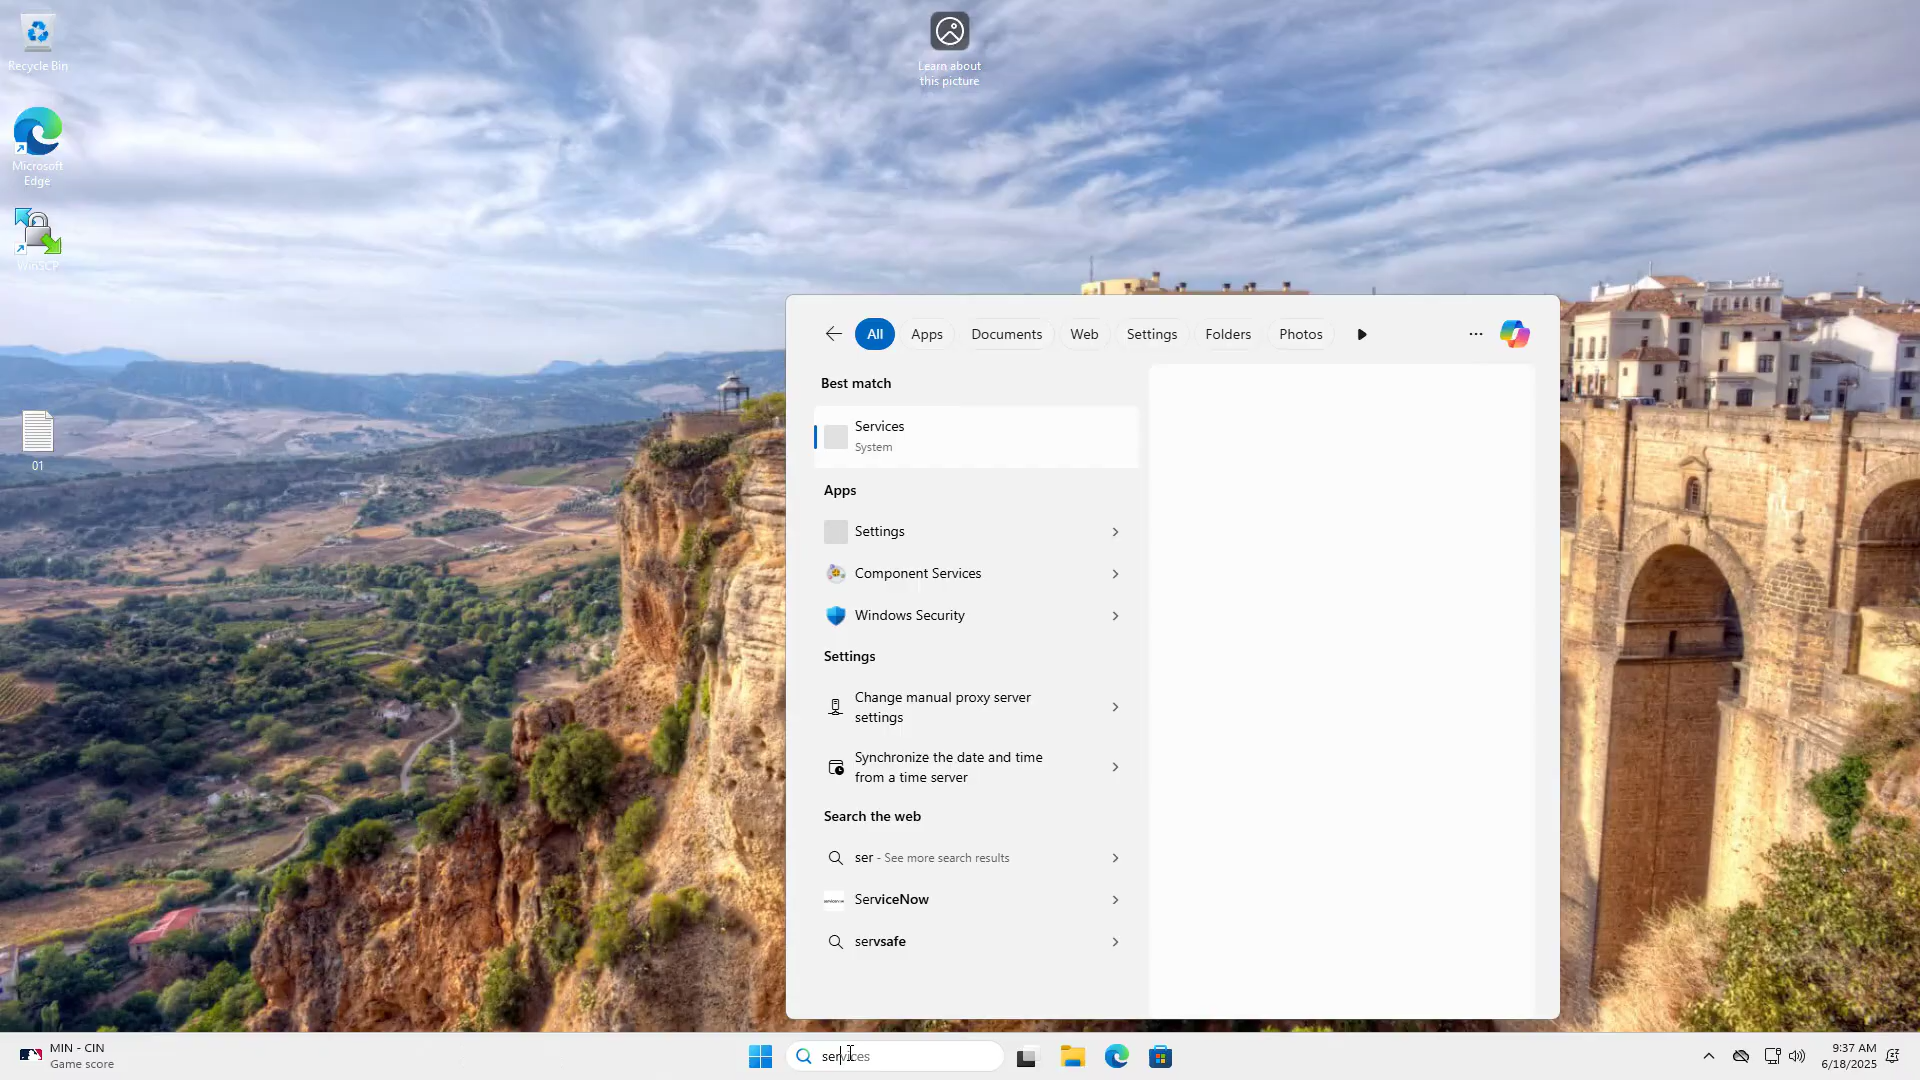 Recycle Bin
Microsoft
Edge
WinSCP
01
Learn about
this picture
All
Apps
Documents
Web
Settings
Folders
Photos
Best match
Services
System
Apps
Settings
Component Services
Windows Security
Settings
Change manual proxy server
settings
Synchronize the date and time
from a time server
Search the web
ser - See more search results
ServiceNow
servsafe
MIN - CIN
Game score
services
9:37 AM
6/18/2025